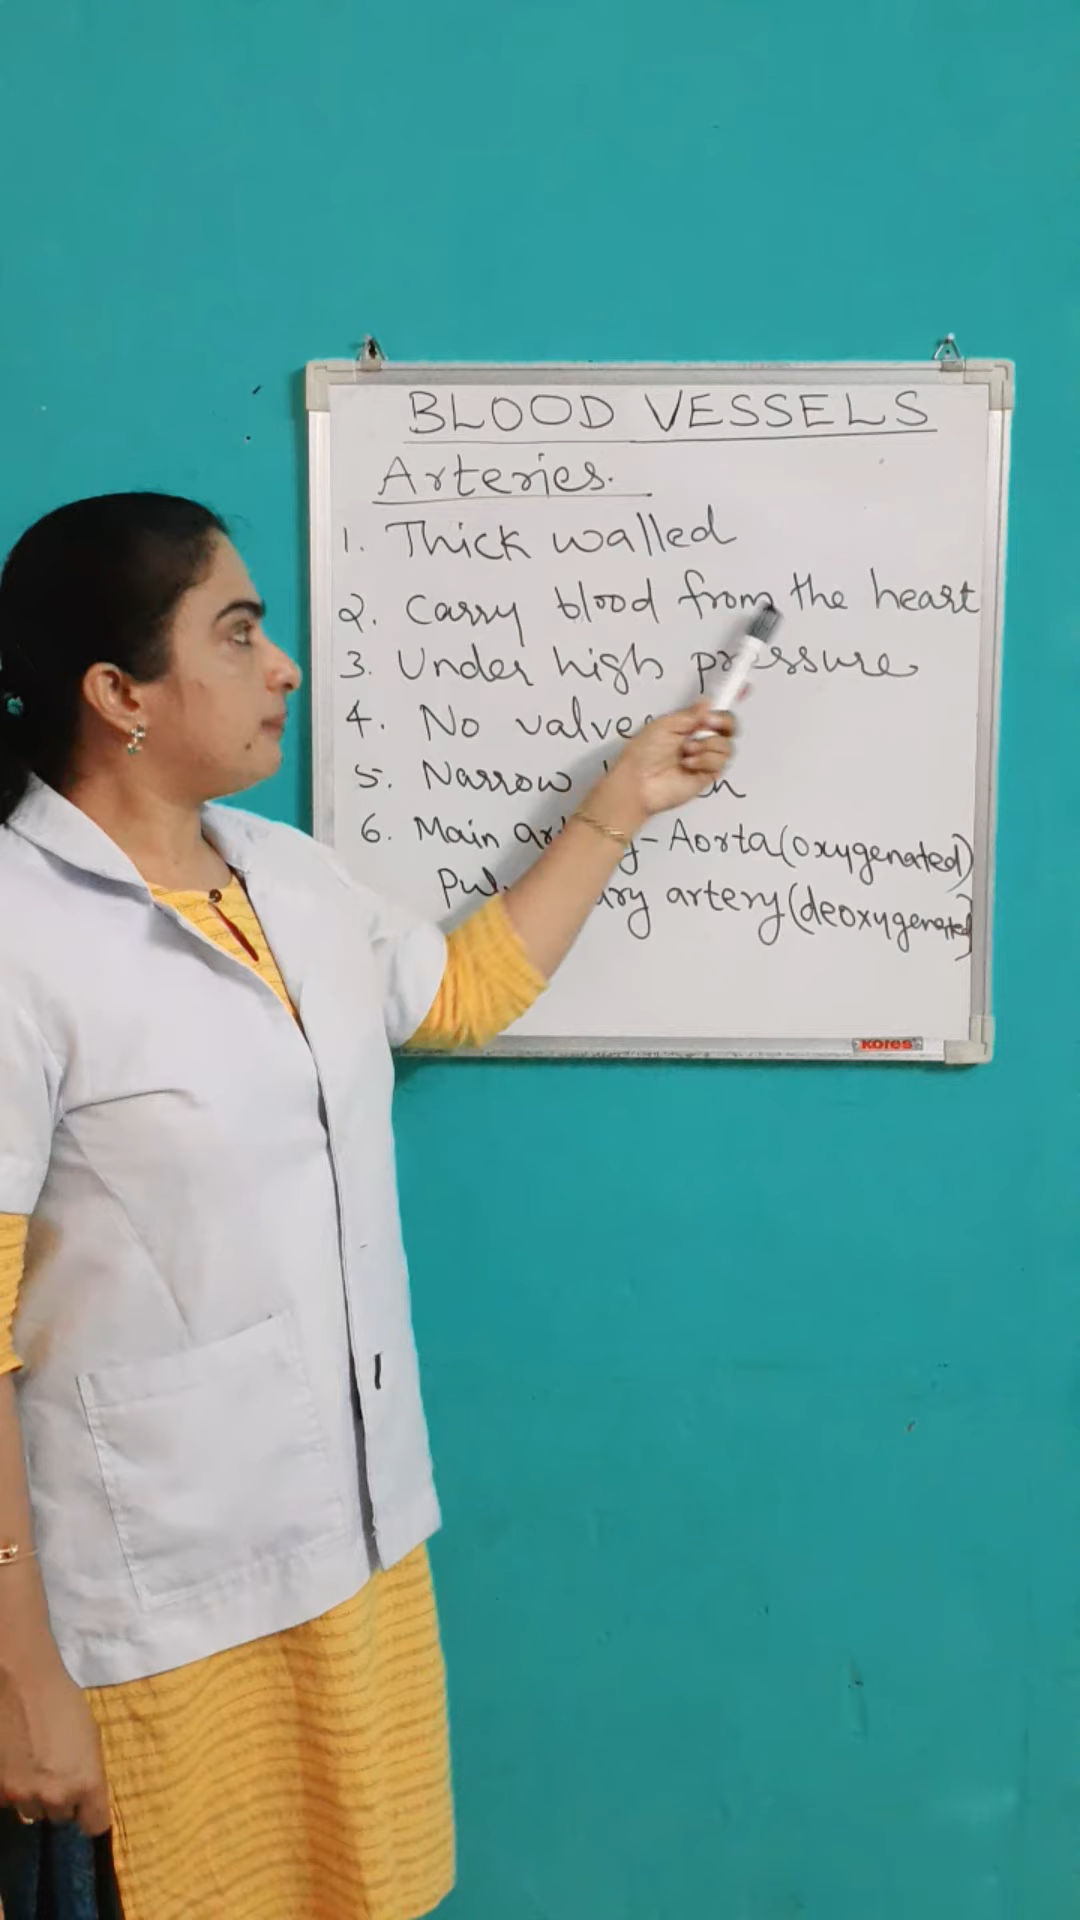 BLOOD VESSELS
Arteries.
1. Thick walled
2. Carry blood from the heart
3. Under high pressure
4. No valve
5. Narrow
6. Main artery - Aorta (oxygenated)
artery (deoxygenated)
KORES